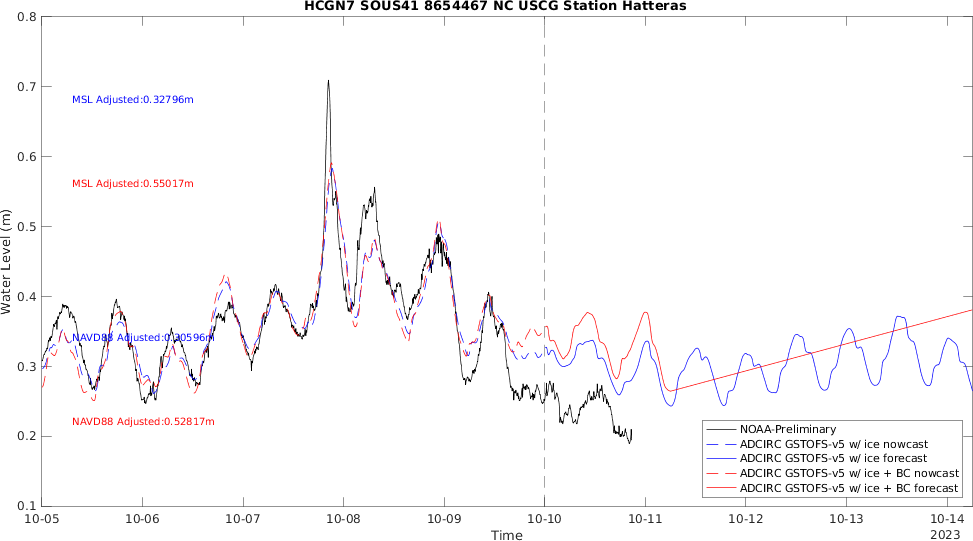 HCGN7 SOUS41 8654467 NC USCG Station Hatteras
0.8
0.7
0.6
0.5
0.4
0.3
0.2
0.1
Water Level (m)
MSL Adjusted:0.32796m
MSL Adjusted:0.55017m
NAVD88 Adjusted:0.30596m
NAVD88 Adjusted:0.52817m
NOAA-Preliminary
ADCIRC GSTOFS-v5 w/ ice nowcast
ADCIRC GSTOFS-v5 w/ ice forecast
ADCIRC GSTOFS-v5 w/ ice + BC nowcast
ADCIRC GSTOFS-v5 w/ ice + BC forecast
10-05 10-06 10-07 10-08 10-09 10-10 10-11 10-12 10-13 10-14
2023
Time